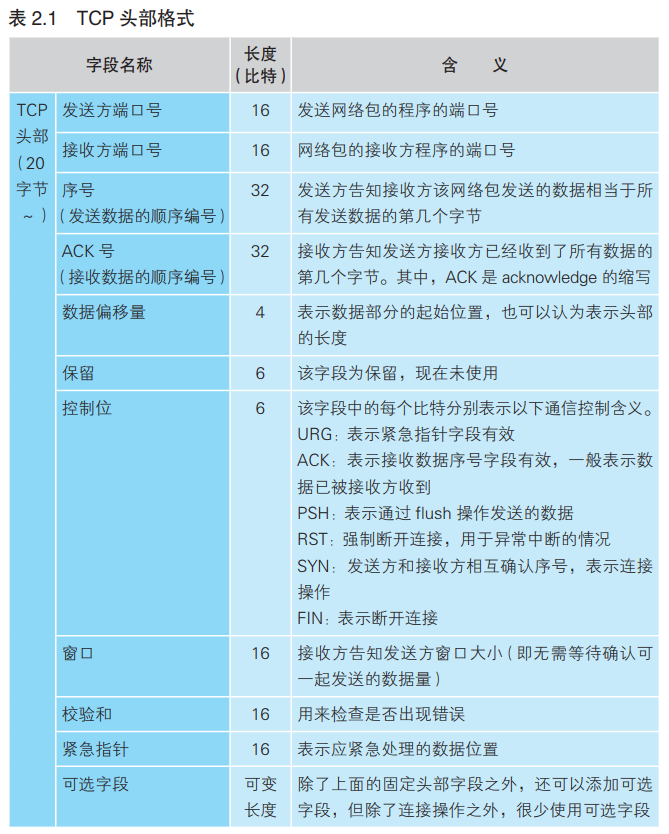 表 2.1 TCP 头部格式
字段名称
长度
（比特）
含 义
TCP
头部
（20
字节
～）
发送方端口号
16
发送网络包的程序的端口号
接收方端口号
16
网络包的接收方程序的端口号
序号
（发送数据的顺序编号）
32
发送方告知接收方该网络包发送的数据相当于所
有发送数据的第几个字节
ACK 号
（接收数据的顺序编号）
32
接收方告知发送方接收方已经收到了所有数据的
第几个字节。其中，ACK 是 acknowledge 的缩写
数据偏移量
4
表示数据部分的起始位置，也可以认为表示头部
的长度
保留
6
该字段为保留，现在未使用
控制位
6
该字段中的每个比特分别表示以下通信控制含义。
URG：表示紧急指针字段有效
ACK：表示接收数据序号字段有效，一般表示数
据已被接收方收到
PSH：表示通过 flush 操作发送的数据
RST：强制断开连接，用于异常中断的情况
SYN：发送方和接收方相互确认序号，表示连接
操作
FIN：表示断开连接
窗口
16
接收方告知发送方窗口大小（即无需等待确认可
一起发送的数据量）
校验和
16
用来检查是否出现错误
紧急指针
16
表示应紧急处理的数据位置
可选字段
可变
长度
除了上面的固定头部字段之外，还可以添加可选
字段，但除了连接操作之外，很少使用可选字段